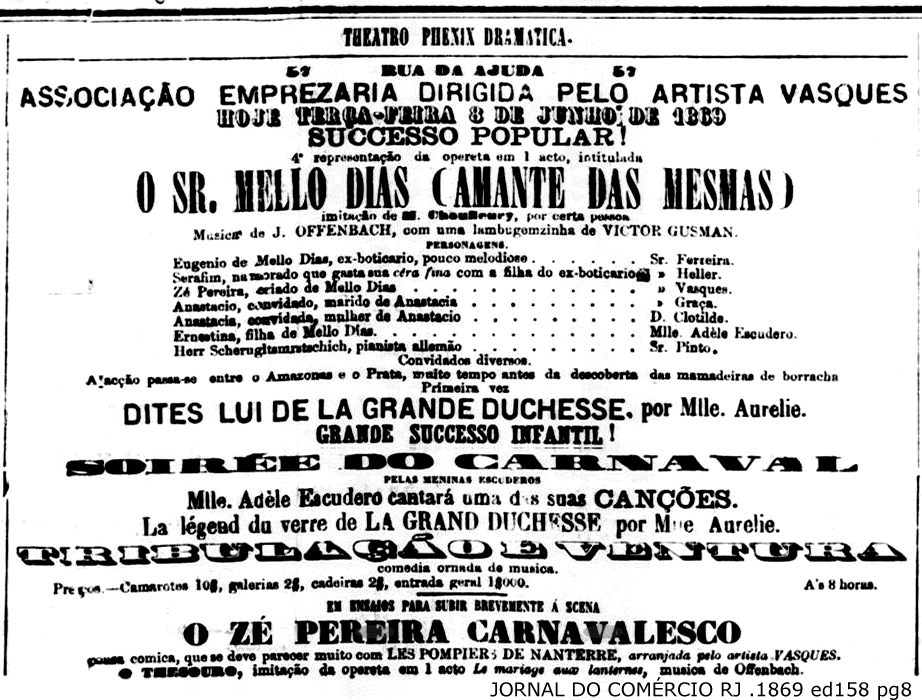 THEATRO PHENIX DRAMATICA.
57 RUA DA AJUDA 57
ASSOCIAÇÃO EMPREZARIA DIRIGIDA PELO ARTISTA VASQUES
HOJE TERÇA-FEIRA 8 DE JUNHO DE 1869
SUCCESSO POPULAR!
4ª representação da opereta em 1 acto, intitulada
O SR. MELLO DIAS (AMANTE DAS MESMAS)
imitação de M. Choufleury, por certa pessoa
Musica de J. OFFENBACH, com uma lambugemzinha de VICTOR GUSMAN.
PERSONAGENS.
Eugenio de Mello Dias, ex-boticario, pouco melodioso . . . . . . . Sr. Ferreira.
Serafim, namorado que gasta sua cêra fina com a filha do ex-boticario » Heller.
Zé Pereira, criado de Mello Dias . . . . . . . . . . . » Vasques.
Anastacio, convidado, marido de Anastacia . . . . . . . . . » Graça.
Anastacia, convidada, mulher de Anastacio . . . . . . . . . D. Clotilde.
Ernestina, filha de Mello Dias. . . . . . . . . . . . . Mlle. Adèle Escudero.
Herr Scherugltsmrstschich, pianista allemão . . . . . . . . . Sr. Pinto.
Convidados diversos.
A acção passa-se entre o Amazonas e o Prata, muito tempo antes da descoberta das mamadeiras de borracha
Primeira vez
DITES LUI DE LA GRANDE DUCHESSE. por Mlle. Aurelie.
GRANDE SUCCESSO INFANTIL!
SOIRÉE DO CARNAVAL
PELAS MENINAS ESCUDEROS
Mlle. Adèle Escudero cantará uma das suas CANÇÕES.
La légend du verre de LA GRAND DUCHESSE por Mlle. Aurelie.
TRIBULAÇÃO E VENTURA
comedia ornada de musica.
Preços.—Camarotes 10$, galerias 2$, cadeiras 2$, entrada geral 1$000. A's 8 horas.
EM ENSAIOS PARA SUBIR BREVEMENTE Á SCENA
O ZÉ PEREIRA CARNAVALESCO
cousa comica, que se deve parecer muito com LES POMPIERS DE NANTERRE, arranjada pelo artista VASQUES.
O THESOURO, imitação da opereta em 1 acto Le mariage aux lanternes, musica de Offenbach.
JORNAL DO COMÉRCIO RJ .1869 ed158 pg8